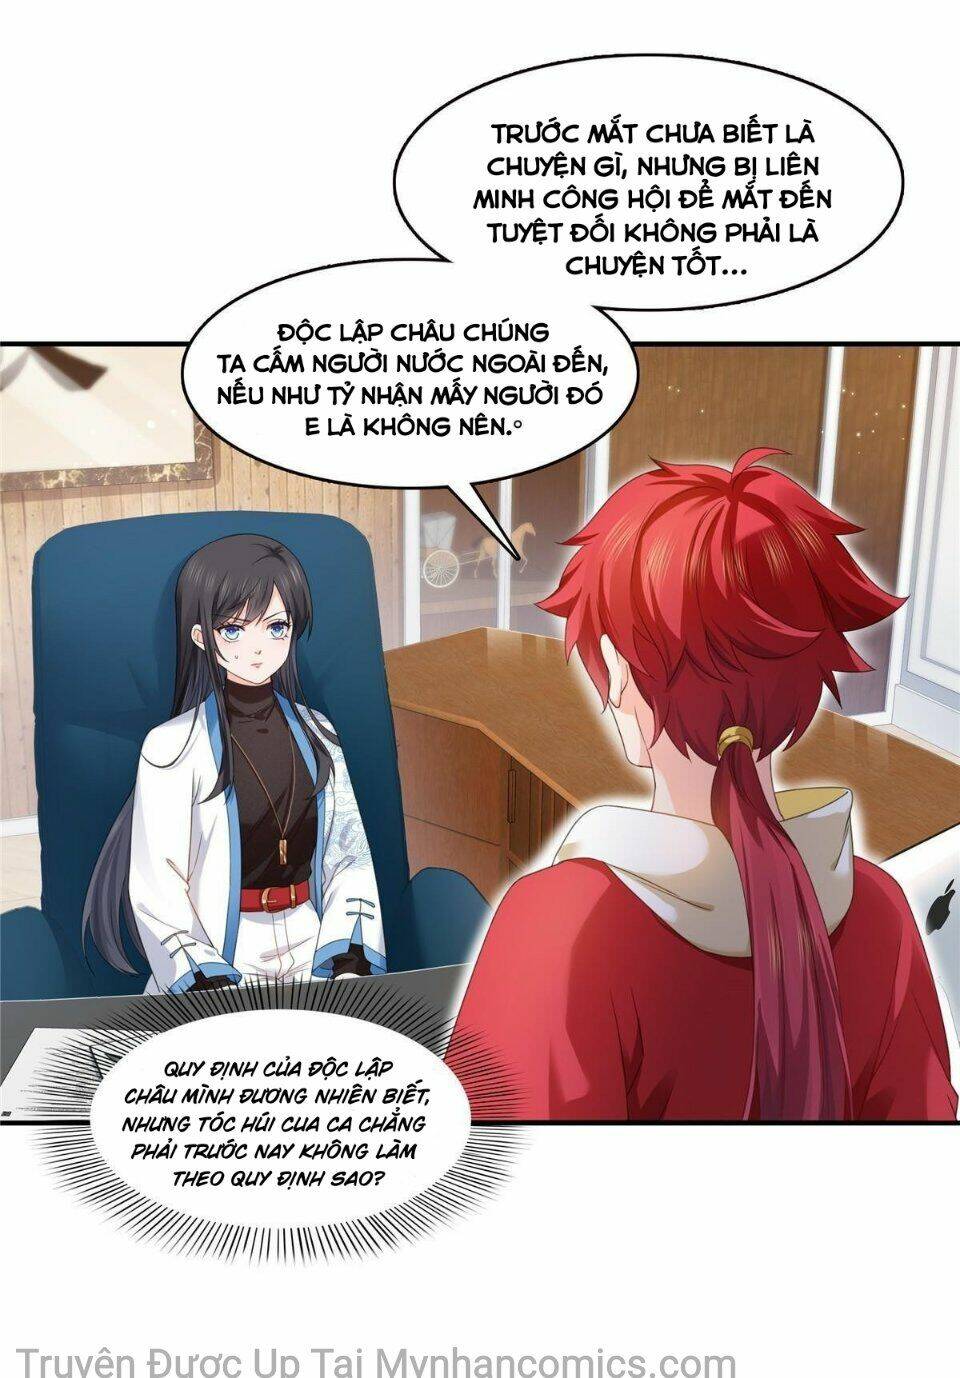 TRƯỚC MẮT CHƯA BIẾT LÀ
CHUYỆN GÌ, NHƯNG BỊ LIÊN
MINH CÔNG HỘI ĐỂ MẮT ĐẾN
TUYỆT ĐỐI KHÔNG PHẢI LÀ
CHUYỆN TỐT...
ĐỘC LẬP CHÂU CHÚNG
TA CẤM NGƯỜI NƯỚC NGOÀI ĐẾN,
NẾU NHƯ TỶ NHẬN MẤY NGƯỜI ĐÓ
E LÀ KHÔNG NÊN.
QUY ĐỊNH CỦA ĐỘC LẬP
CHÂU MÌNH ĐƯƠNG NHIÊN BIẾT,
NHƯNG TÓC HÚI CUA CA CHẲNG
PHẢI TRƯỚC NAY KHÔNG LÀM
THEO QUY ĐỊNH SAO?
Truyện Được Up Tại Mynhancomics.com